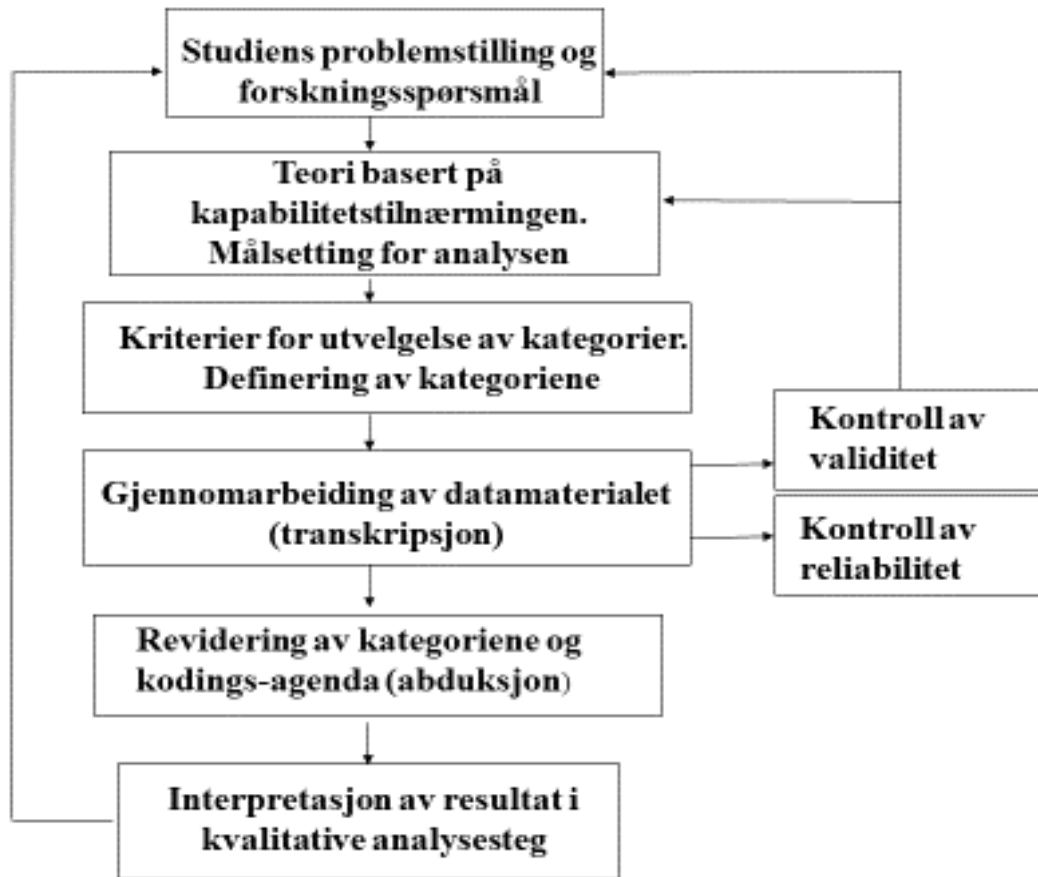 Studiens problemstilling og
forskningsspørsmål
Teori basert på
kapabilitetstilnærmingen.
Målsetting for analysen
Kriterier for utvelgelse av kategorier.
Definering av kategoriene
Gjennomarbeiding av datamaterialet
(transkripsjon)
Kontroll av
validitet
Kontroll av
reliabilitet
Revidering av kategoriene og
kodings-agenda (abduksjon)
Interpretasjon av resultat i
kvalitative analysesteg